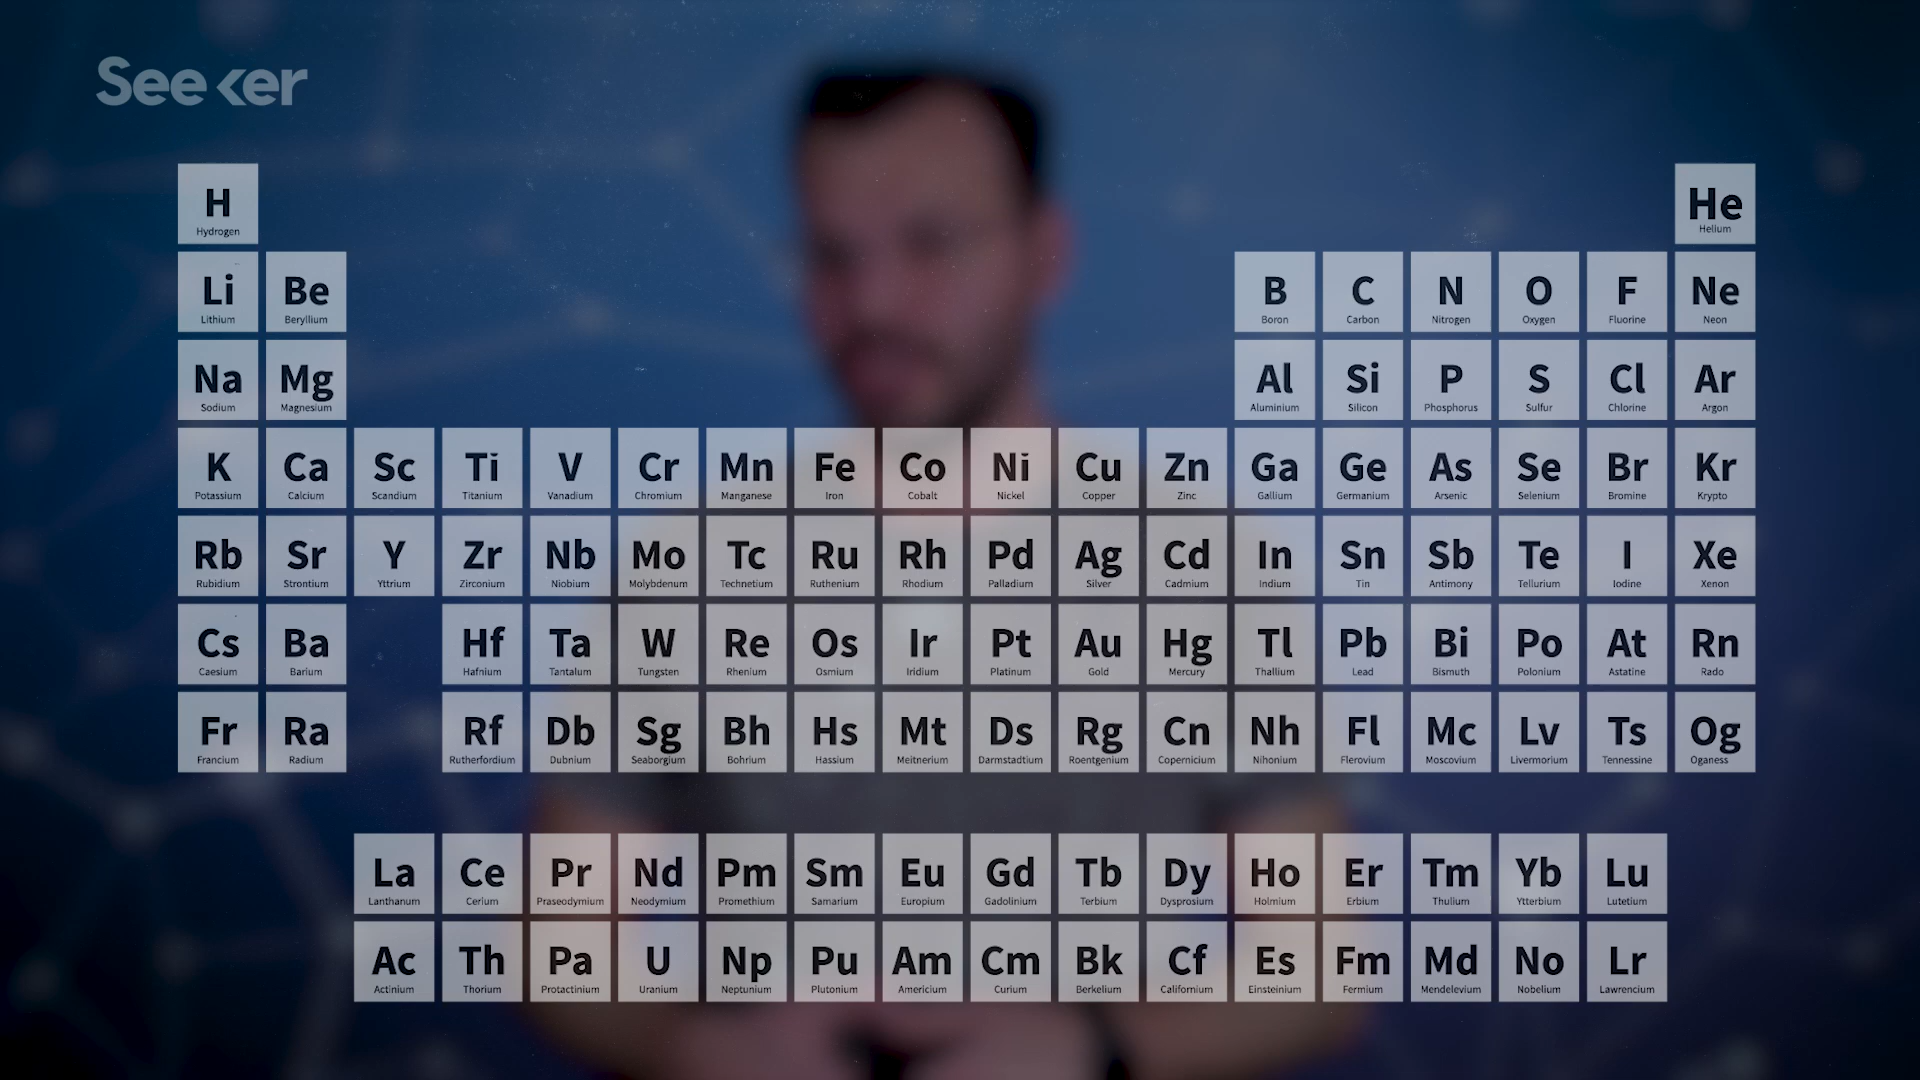 Seeker
H He
Hydrogen Helium
Li Be B C N O F Ne
Lithium Beryllium Boron Carbon Nitrogen Oxygen Fluorine Neon
Na Mg Al Si P S Cl Ar
Sodium Magnesium Aluminium Silicon Phosphorus Sulfur Chlorine Argon
K Ca Sc Ti V Cr Mn Fe Co Ni Cu Zn Ga Ge As Se Br Kr
Potassium Calcium Scandium Titanium Vanadium Chromium Manganese Iron Cobalt Nickel Copper Zinc Gallium Germanium Arsenic Selenium Bromine Krypto
Rb Sr Y Zr Nb Mo Tc Ru Rh Pd Ag Cd In Sn Sb Te I Xe
Rubidium Strontium Yttrium Zirconium Niobium Molybdenum Technetium Ruthenium Rhodium Palladium Silver Cadmium Indium Tin Antimony Tellurium Iodine Xenon
Cs Ba Hf Ta W Re Os Ir Pt Au Hg Tl Pb Bi Po At Rn
Caesium Barium Hafnium Tantalum Tungsten Rhenium Osmium Iridium Platinum Gold Mercury Thallium Lead Bismuth Polonium Astatine Rado
Fr Ra Rf Db Sg Bh Hs Mt Ds Rg Cn Nh Fl Mc Lv Ts Og
Francium Radium Rutherfordium Dubnium Seaborgium Bohrium Hassium Meitnerium Darmstadtium Roentgenium Copernicium Nihonium Flerovium Moscovium Livermorium Tennessine Oganess
La Ce Pr Nd Pm Sm Eu Gd Tb Dy Ho Er Tm Yb Lu
Lanthanum Cerium Praseodymium Neodymium Promethium Samarium Europium Gadolinium Terbium Dysprosium Holmium Erbium Thulium Ytterbium Lutetium
Ac Th Pa U Np Pu Am Cm Bk Cf Es Fm Md No Lr
Actinium Thorium Protactinium Uranium Neptunium Plutonium Americium Curium Berkelium Californium Einsteinium Fermium Mendelevium Nobelium Lawrencium